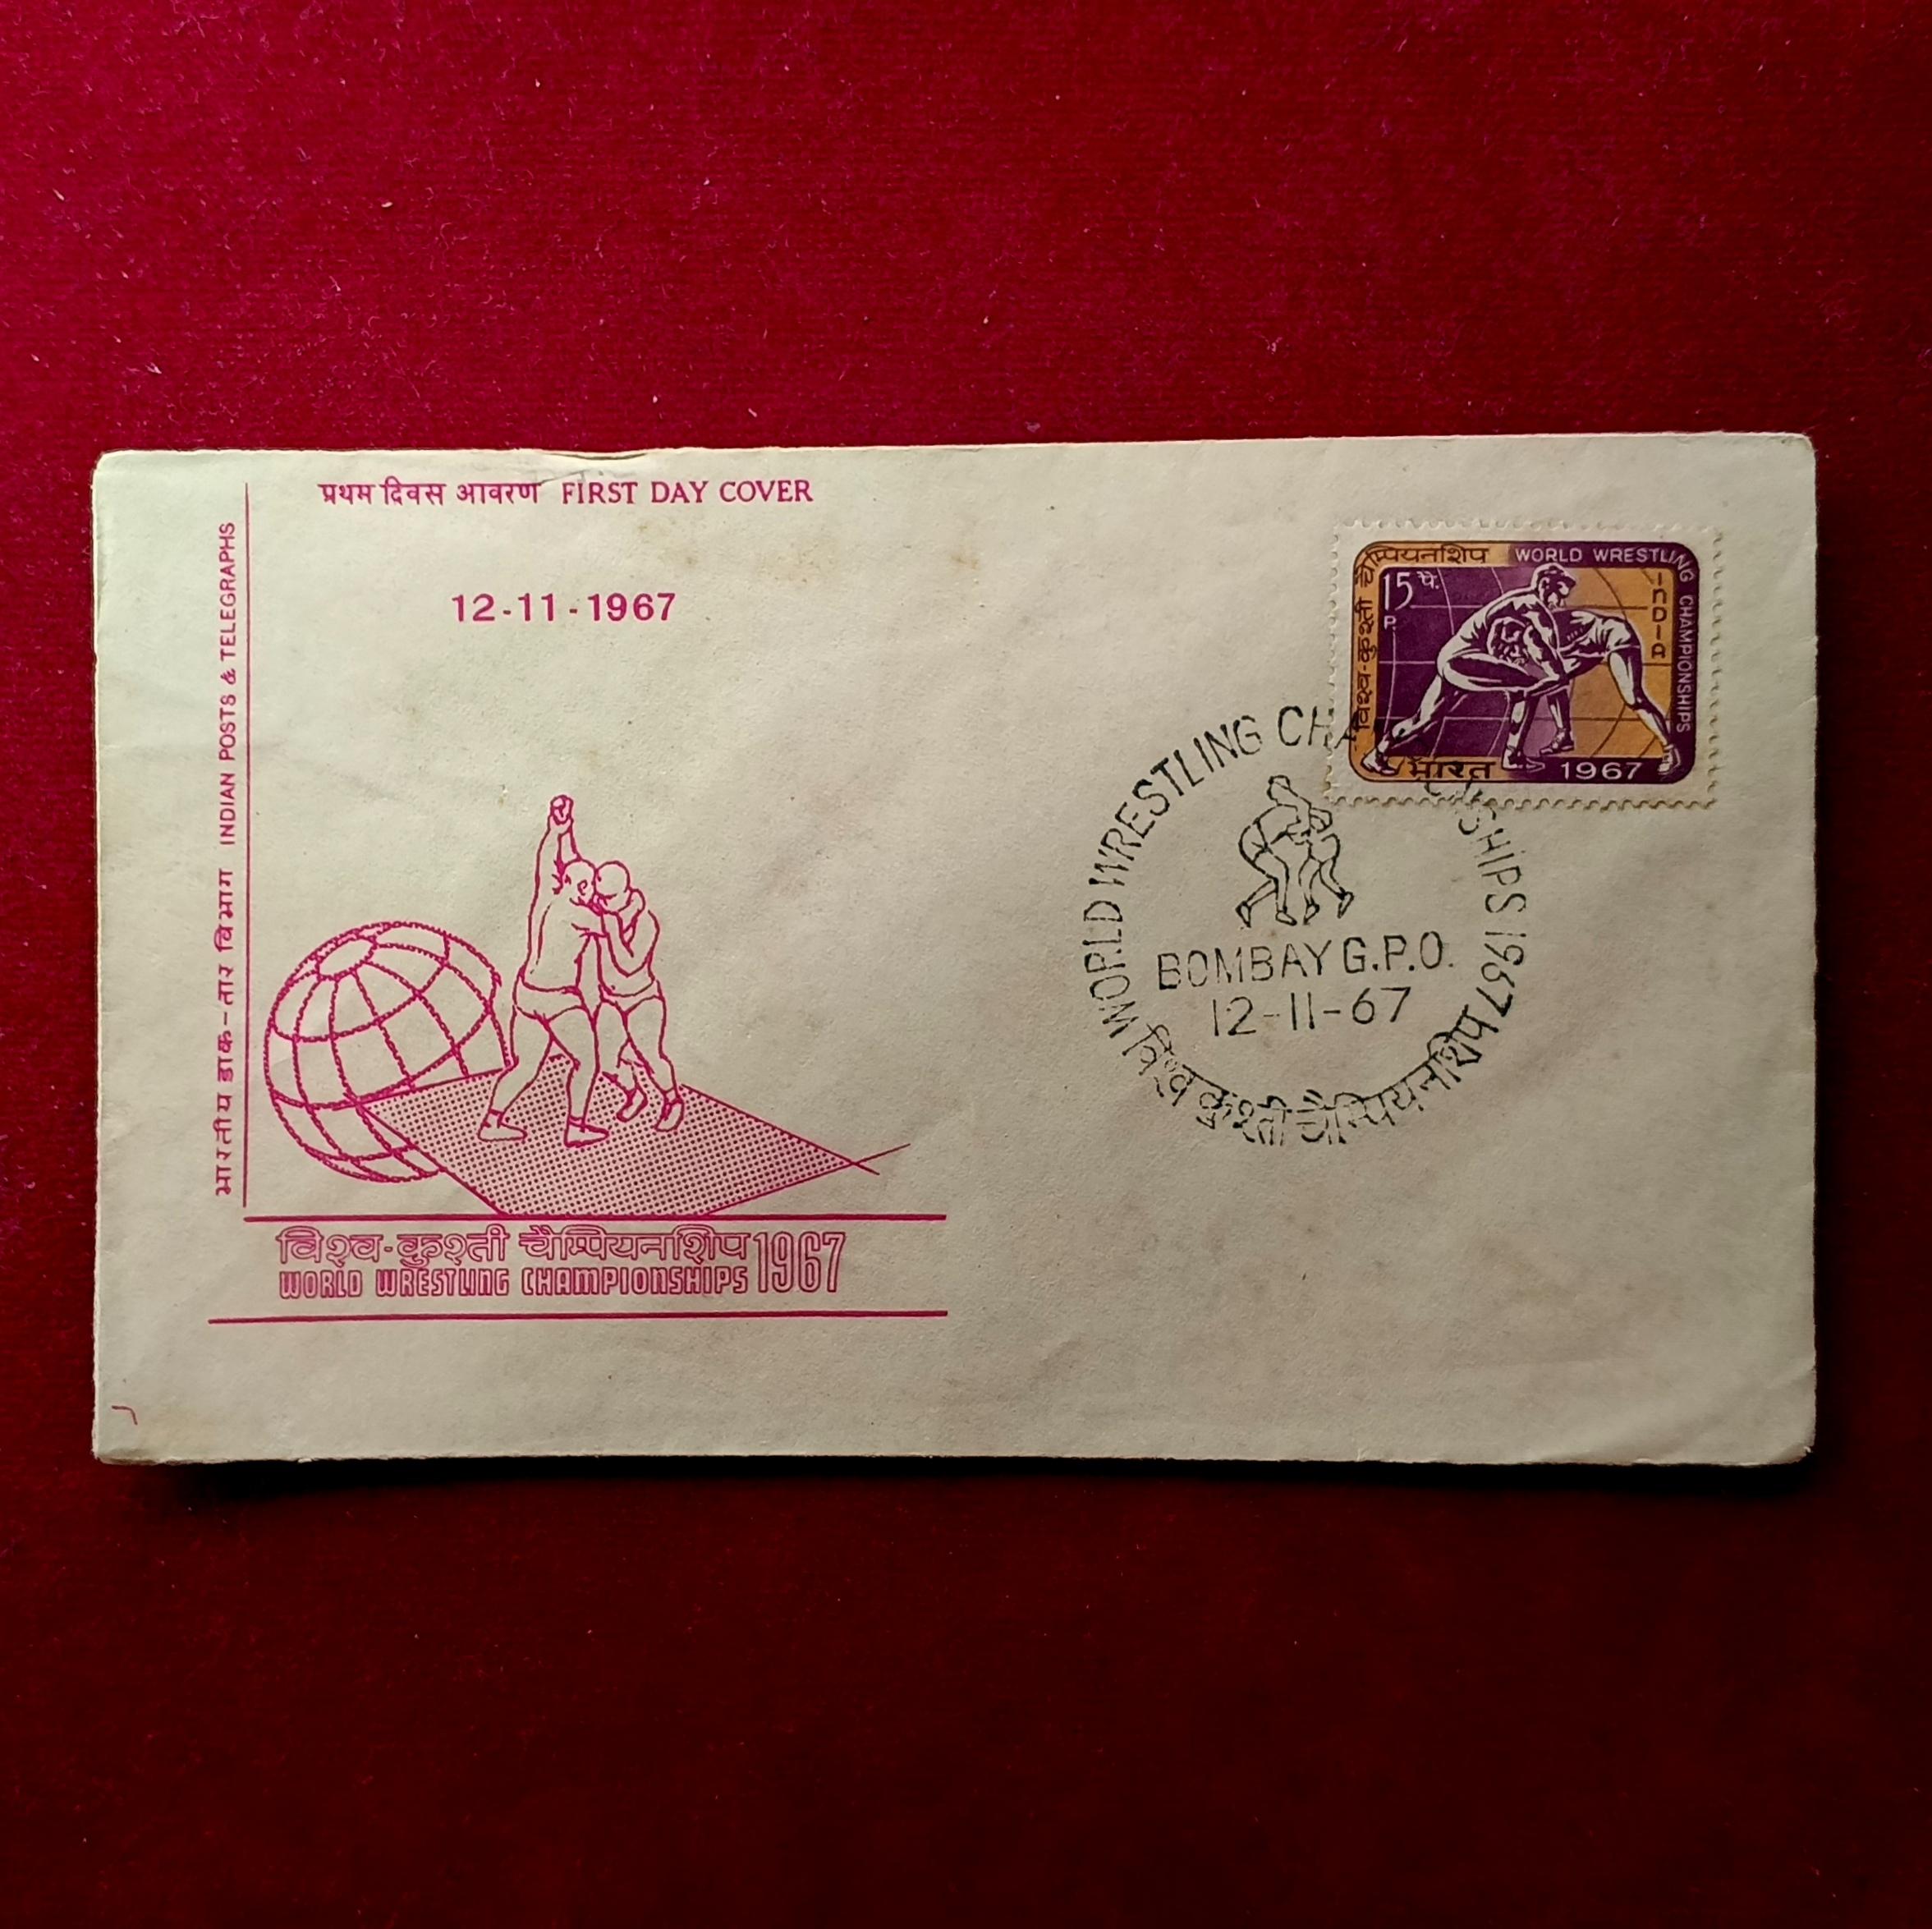 प्रथम दिवस आवरण FIRST DAY COVER
12-11-1967
भारतीय डाक-तार विभाग INDIAN POSTS & TELEGRAPHS
विश्व-कुश्ती चैम्पियनशिप 1967
WORLD WRESTLING CHAMPIONSHIPS
विश्व-कुश्ती चैम्पियनशिप WORLD WRESTLING CHAMPIONSHIPS
15 पै.
P.
INDIA
भारत 1967
WORLD WRESTLING CHAMPIONSHIPS 1967
BOMBAY G.P.O.
12-11-67
विश्व कुश्ती चैम्पियनशिप